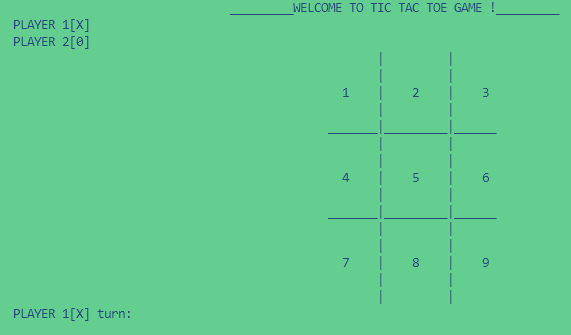 _________WELCOME TO TIC TAC TOE GAME !_________
PLAYER 1[X]
PLAYER 2[0]
1 | 2 | 3
4 | 5 | 6
7 | 8 | 9
PLAYER 1[X] turn: